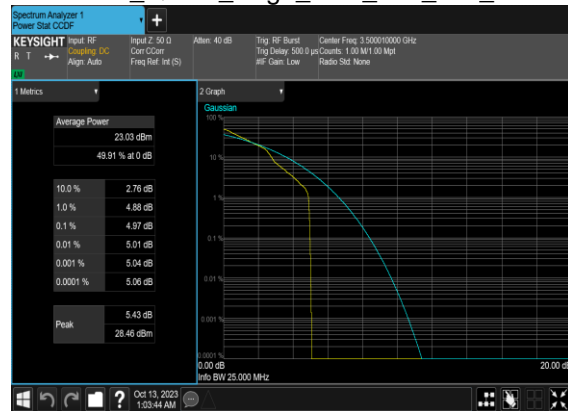 Spectrum Analyzer 1
Power Stat CCDF
KEYSIGHT
R T
LXI
Input: RF
Coupling: DC
Align: Auto
Input Z: 50 Ω
Corr CCorr
Freq Ref: Int (S)
Atten: 40 dB
Trig: RF Burst
Trig Delay: 500.0 µs
#IF Gain: Low
Center Freq: 3.500010000 GHz
Counts: 1.00 M/1.00 Mpt
Radio Std: None
1 Metrics
Average Power
23.03 dBm
49.91 % at 0 dB
10.0 % 2.76 dB
1.0 % 4.88 dB
0.1 % 4.97 dB
0.01 % 5.01 dB
0.001 % 5.04 dB
0.0001 % 5.06 dB
Peak
5.43 dB
28.46 dBm
2 Graph
Gaussian
100 %
10 %
1 %
0.1 %
0.01 %
0.001 %
0.0001 %
0.00 dB
20.00 dB
Info BW 25.000 MHz
?
Oct 13, 2023
1:03:44 AM